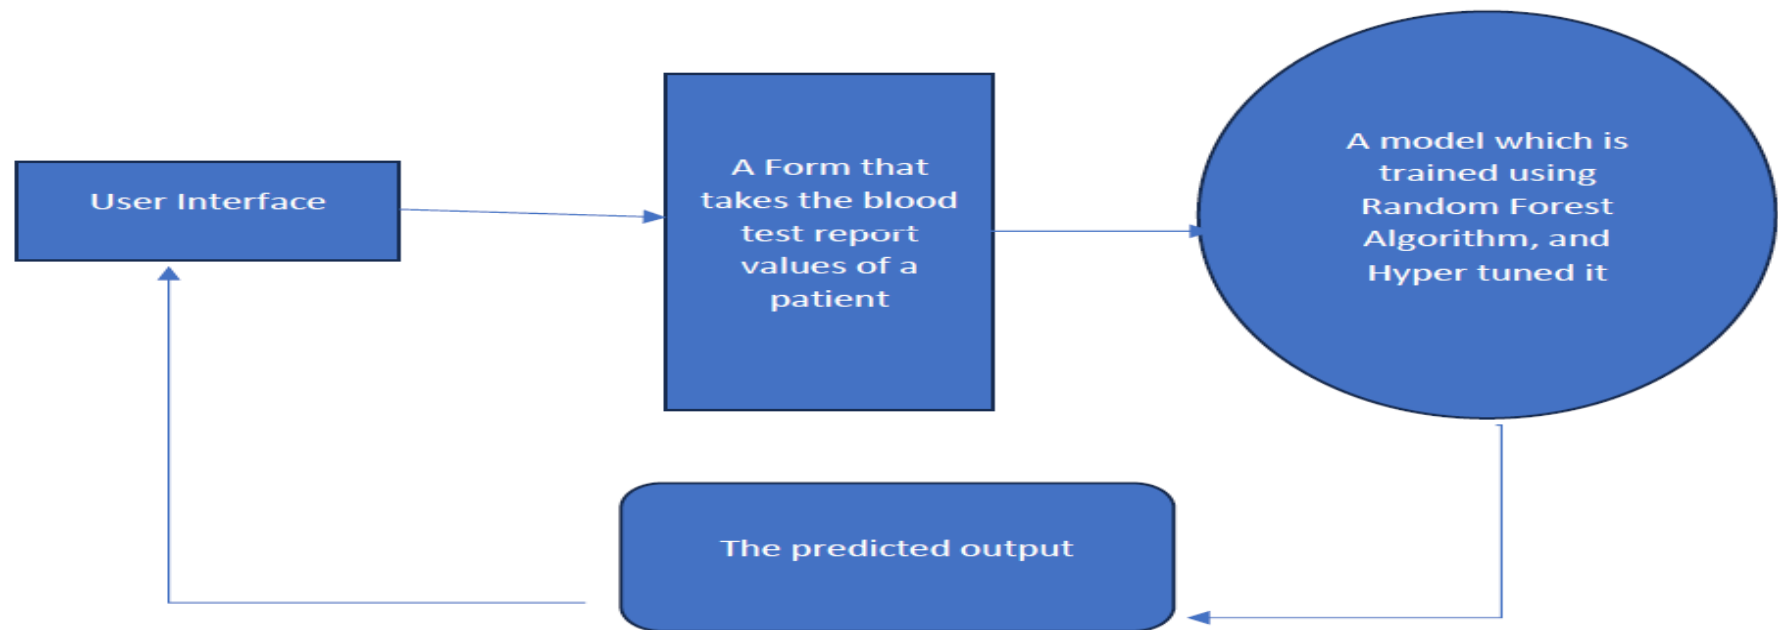 User Interface
A Form that
takes the blood
test report
values of a
patient
A model which is
trained using
Random Forest
Algorithm, and
Hyper tuned it
The predicted output